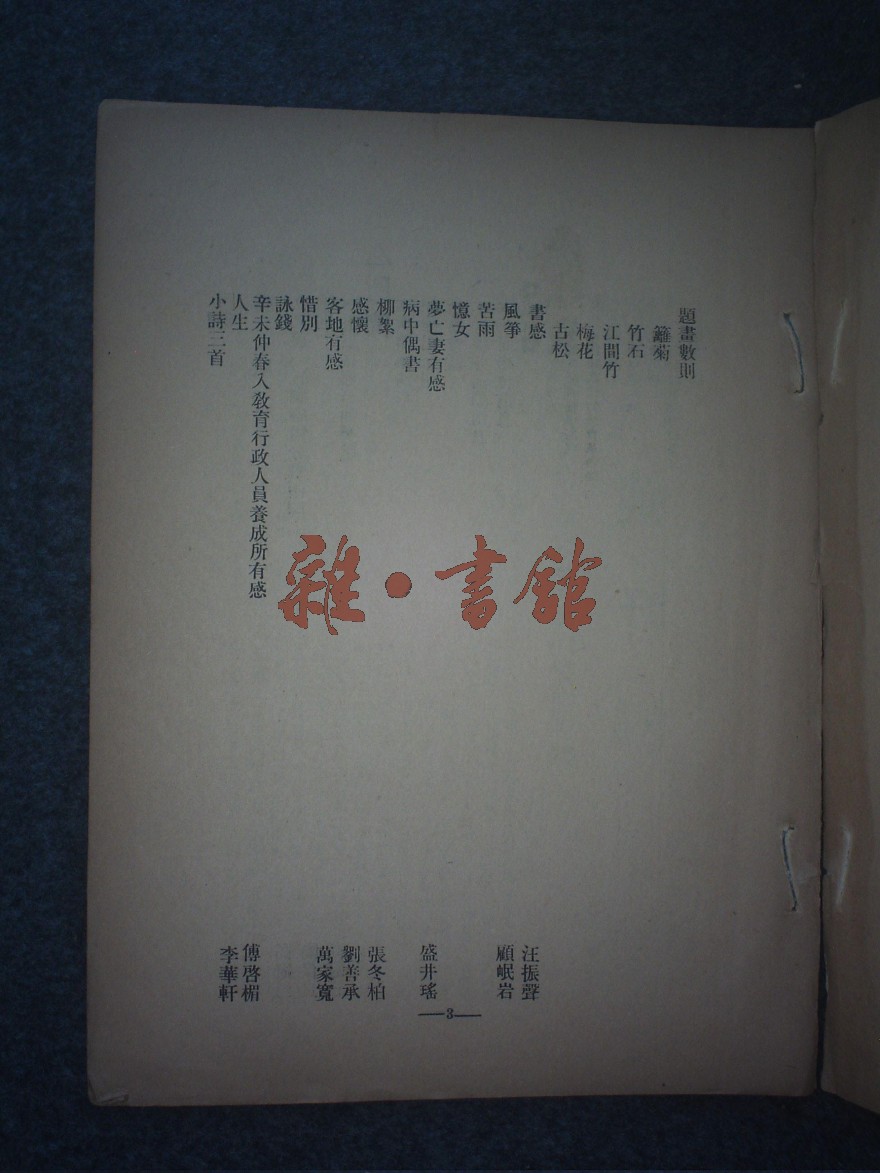 題畫數則
籬菊
竹石
江間竹
梅花
古松
書感
汪振聲
風箏
顧岷岩
苦雨
憶女
夢亡妻有感
盛井瑤
病中偶書
柳絮
張冬柏
感懷
劉善承
客地有感
萬家寬
惜別
詠錢
辛未仲春入教育行政人員養成所有感
人生
傅啓楣
小詩三首
李華軒
雜·書館
3